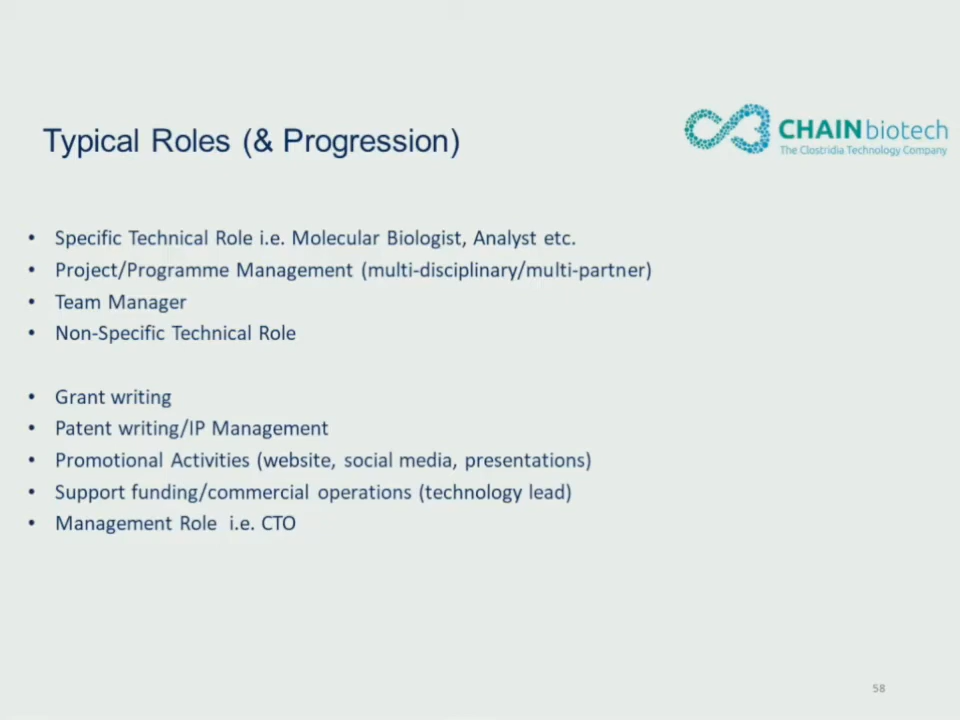 Typical Roles (& Progression)
CHAINbiotech
The Clostridia Technology Company
• Specific Technical Role i.e. Molecular Biologist, Analyst etc.
• Project/Programme Management (multi-disciplinary/multi-partner)
• Team Manager
• Non-Specific Technical Role
• Grant writing
• Patent writing/IP Management
• Promotional Activities (website, social media, presentations)
• Support funding/commercial operations (technology lead)
• Management Role i.e. CTO
58